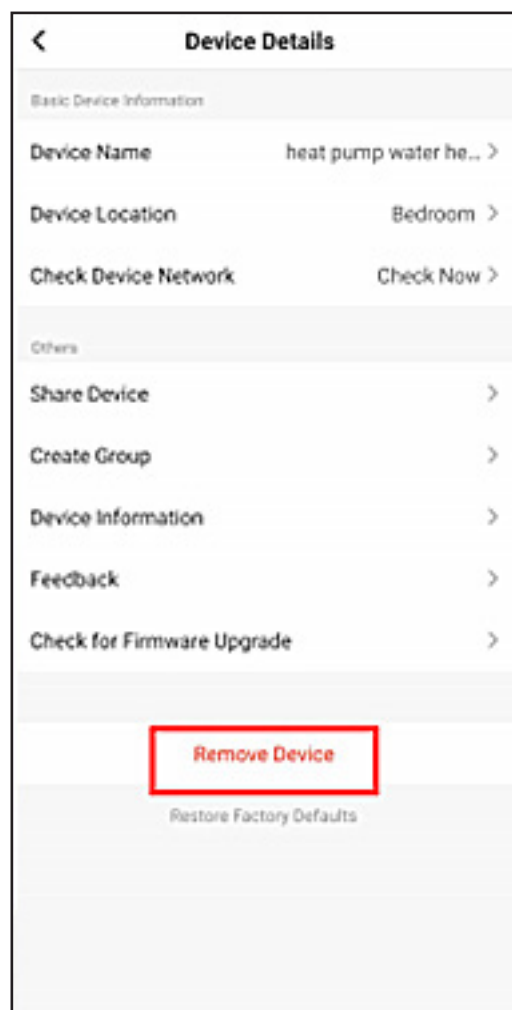 Device Details
Basic Device Information
Device Name heat pump water he...
Device Location Bedroom
Check Device Network Check Now
Others
Share Device
Create Group
Device Information
Feedback
Check for Firmware Upgrade
Remove Device
Restore Factory Defaults